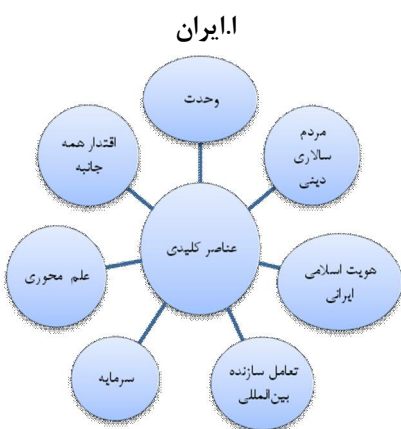 ا.ایران
وحدت
مردم
سالاری
دینی
هویت اسلامی
ایرانی
تعامل سازنده
بین‌المللی
سرمایه
علم محوری
اقتدار همه
جانبه
عناصر کلیدی